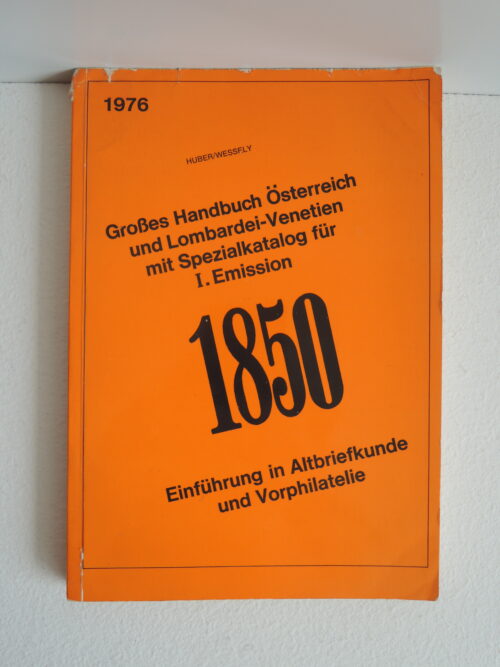 1976
HUBER/WESSELY
Großes Handbuch Österreich
und Lombardei-Venetien
mit Spezialkatalog für
I. Emission
1850
Einführung in Altbriefkunde
und Vorphilatelie